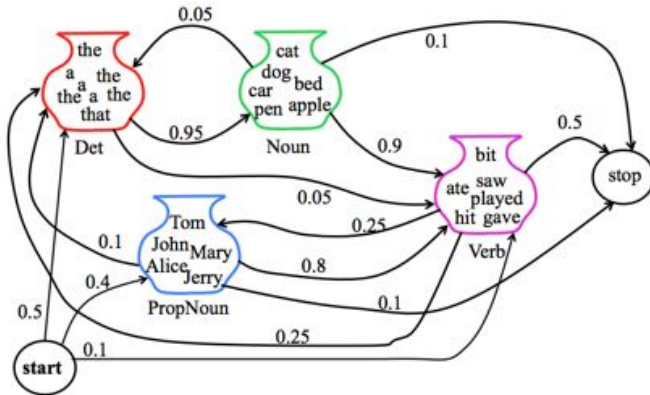 0.05
cat
dog
car bed
pen apple
Noun
0.1
the
a the
a
the a the
that
Det
0.95
0.9
0.05
bit
ate saw
played
hit gave
Verb
0.5
stop
0.25
Tom
John
Mary
Alice
Jerry
PropNoun
0.8
0.1
0.1
0.4
0.5
0.25
0.1
start